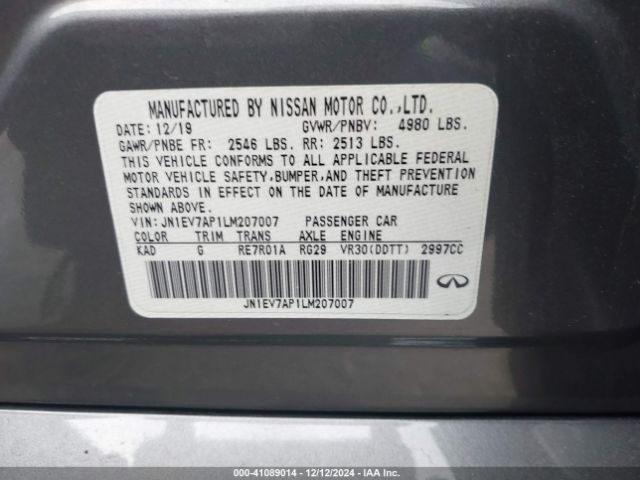 MANUFACTURED BY NISSAN MOTOR CO.,LTD.
DATE: 12/19 GVWR/PNBV: 4980 LBS.
GAWR/PNBE FR: 2546 LBS. RR: 2513 LBS.
THIS VEHICLE CONFORMS TO ALL APPLICABLE FEDERAL
MOTOR VEHICLE SAFETY,BUMPER,AND THEFT PREVENTION
STANDARDS IN EFFECT ON THE DATE OF MANUFACTURE
SHOWN ABOVE.
VIN: JN1EV7AP1LM207007 PASSENGER CAR
COLOR TRIM TRANS AXLE ENGINE
KAD G RE7R01A RG29 VR30(DDTT) 2997CC
JN1EV7AP1LM207007
000-41089014 - 12/12/2024 - IAA Inc.